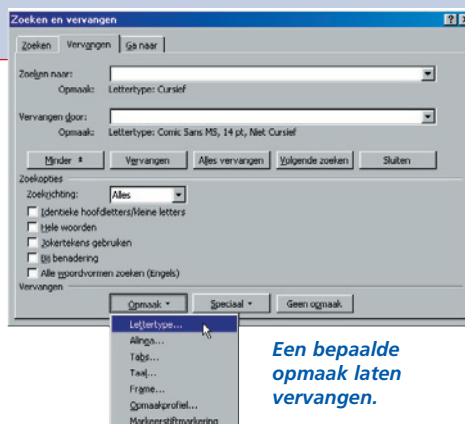 Zoeken en vervangen
Zoeken Vervangen Ga naar
Zoeken naar:
Opmaak: Lettertype: Cursief
Vervangen door:
Opmaak: Lettertype: Comic Sans MS, 14 pt, Niet Cursief
Minder Vervangen Alles vervangen Volgende zoeken Sluiten
Zoekopties
Zoekrichting: Alles
Identieke hoofdletters/kleine letters
Hele woorden
Jokertekens gebruiken
Bij benadering
Alle woordvormen zoeken (Engels)
Vervangen
Opmaak Speciaal Geen opmaak
Lettertype...
Alinea...
Tabs...
Taal...
Frame...
Opmaakprofiel...
Markeerstiftmarkering
Een bepaalde
opmaak laten
vervangen.